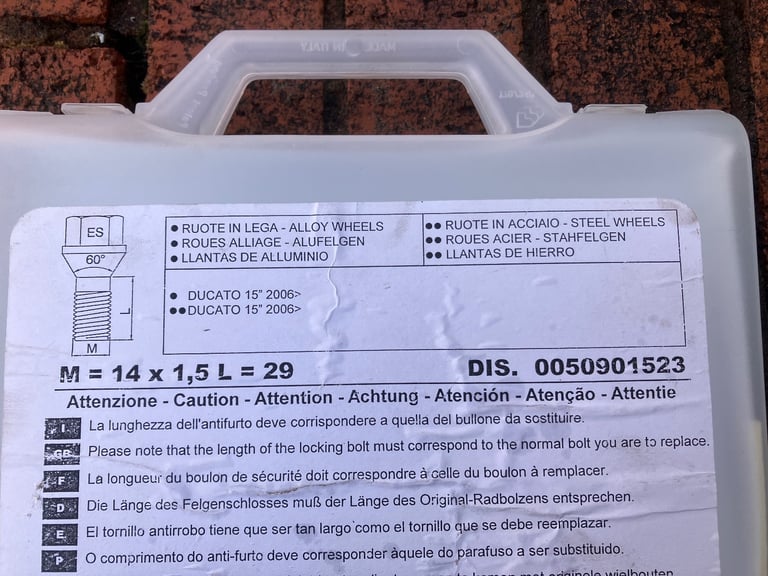 MADE IN ITALY
ES
60°
L
M
• RUOTE IN LEGA - ALLOY WHEELS
• ROUES ALLIAGE - ALUFELGEN
• LLANTAS DE ALLUMINIO
•• RUOTE IN ACCIAIO - STEEL WHEELS
•• ROUES ACIER - STAHFELGEN
•• LLANTAS DE HIERRO
• DUCATO 15" 2006>
•• DUCATO 15" 2006>
M = 14 x 1,5 L = 29 DIS. 0050901523
Attenzione - Caution - Attention - Achtung - Atención - Atenção - Attentie
I La lunghezza dell'antifurto deve corrispondere a quella del bullone da sostituire.
GB Please note that the length of the locking bolt must correspond to the normal bolt you are to replace.
F La longueur du boulon de sécurité doit correspondre à celle du boulon à remplacer.
D Die Länge des Felgenschlosses muß der Länge des Original-Radbolzens entsprechen.
E El tornillo antirrobo tiene que ser tan largo como el tornillo que se debe reemplazar.
P O comprimento do anti-furto deve corresponder àquele do parafuso a ser substituido.
met originele wielbouten